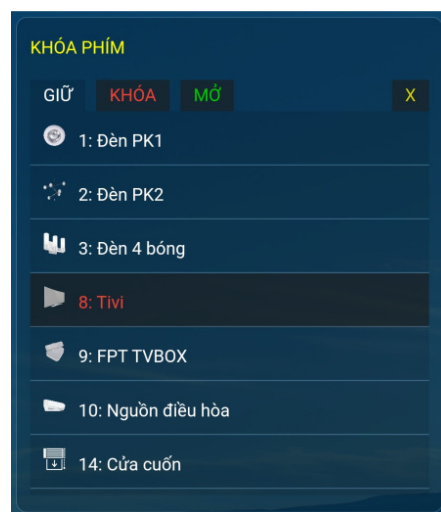 KHÓA PHÍM
GIỮ KHÓA MỞ X
1: Đèn PK1
2: Đèn PK2
3: Đèn 4 bóng
8: Tivi
9: FPT TVBOX
10: Nguồn điều hòa
14: Cửa cuốn